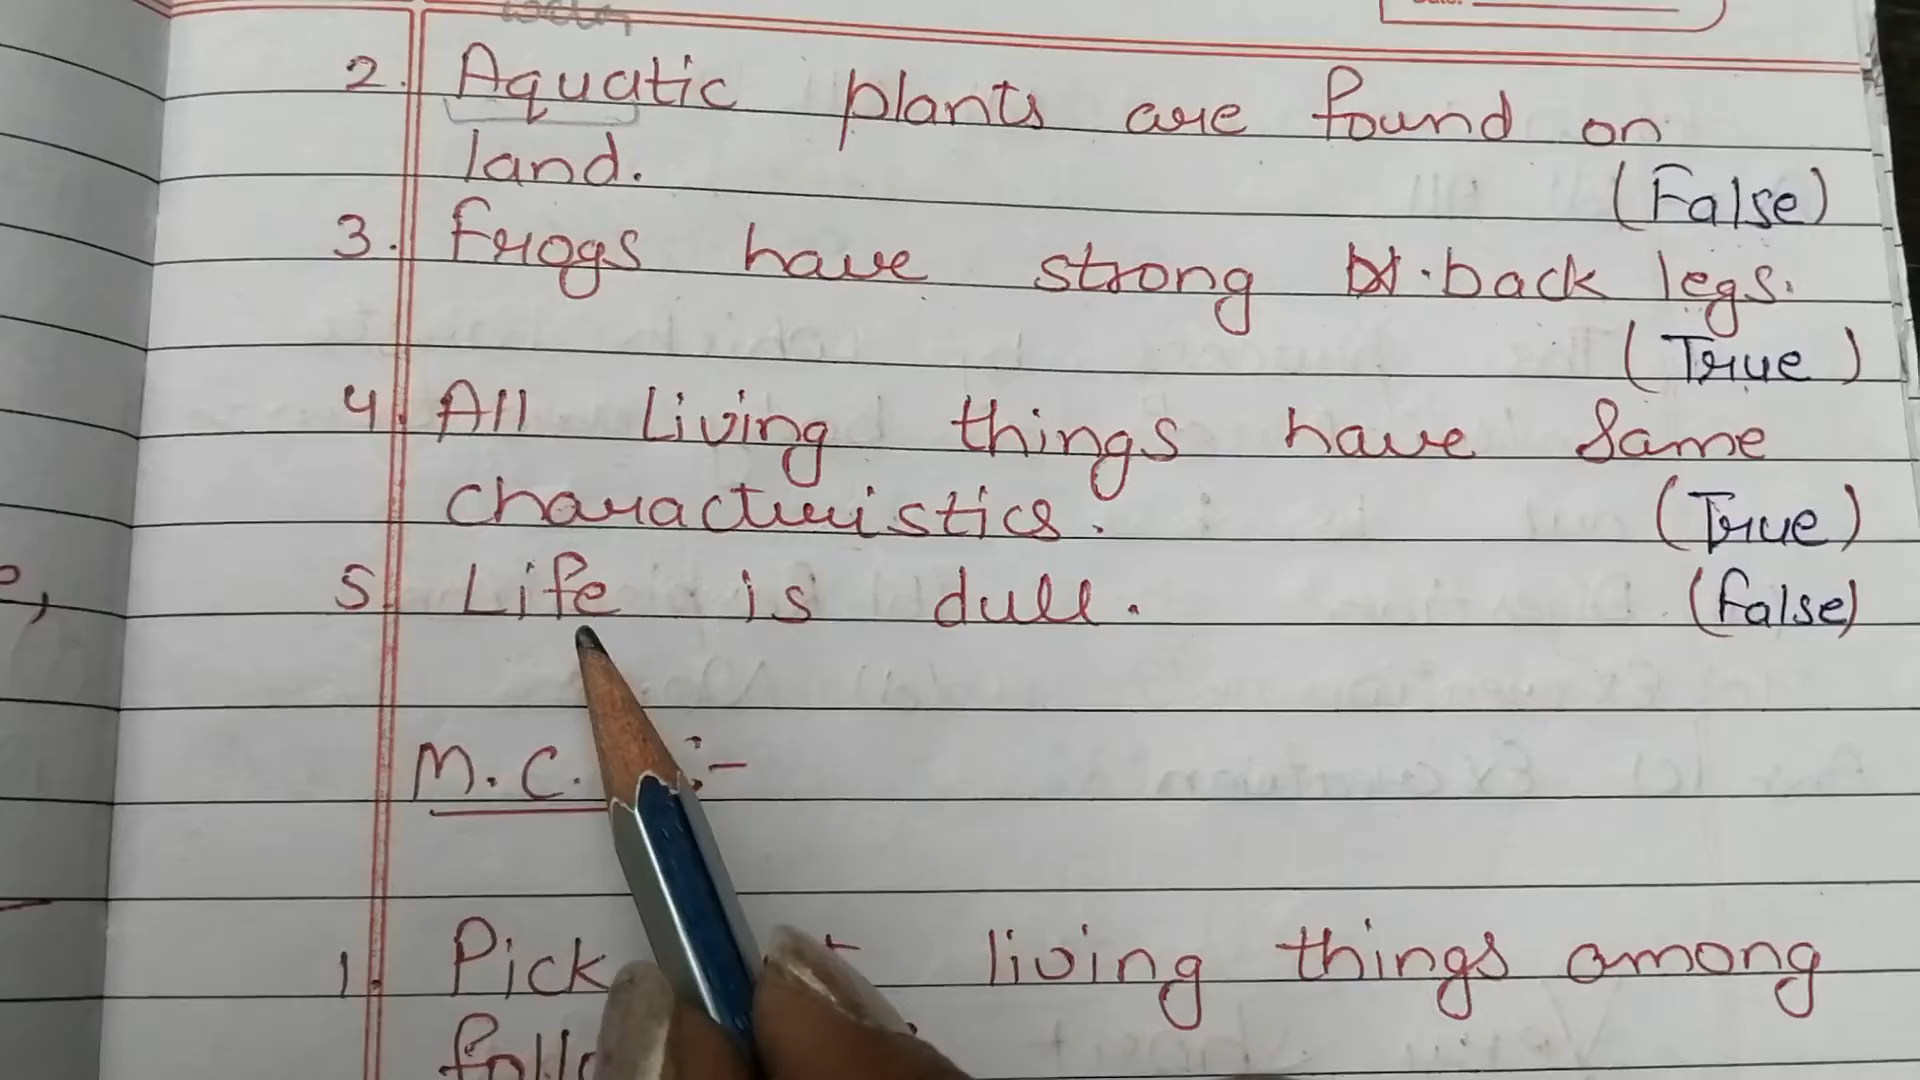 2. Aquatic plants are found on
land. (False)
3. Frogs have strong back legs.
(True)
4. All living things have same
characteristics. (True)
5. Life is dull. (False)
M.C. :-
1. Pick living things among